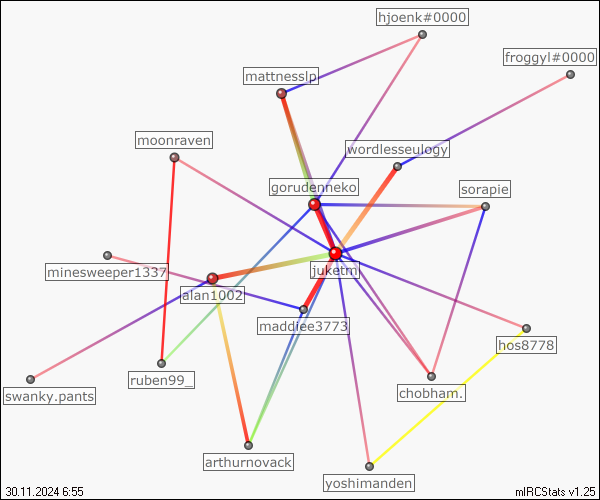 hjoenk#0000
froggyl#0000
mattnesslp
moonraven
wordlesseulogy
gorudenneko
sorapie
juketm
minesweeper1337
alan1002
maddiee3773
hos8778
ruben99_
chobham.
swanky.pants
arthurnovack
yoshimanden
30.11.2024 6:55
mIRCStats v1.25